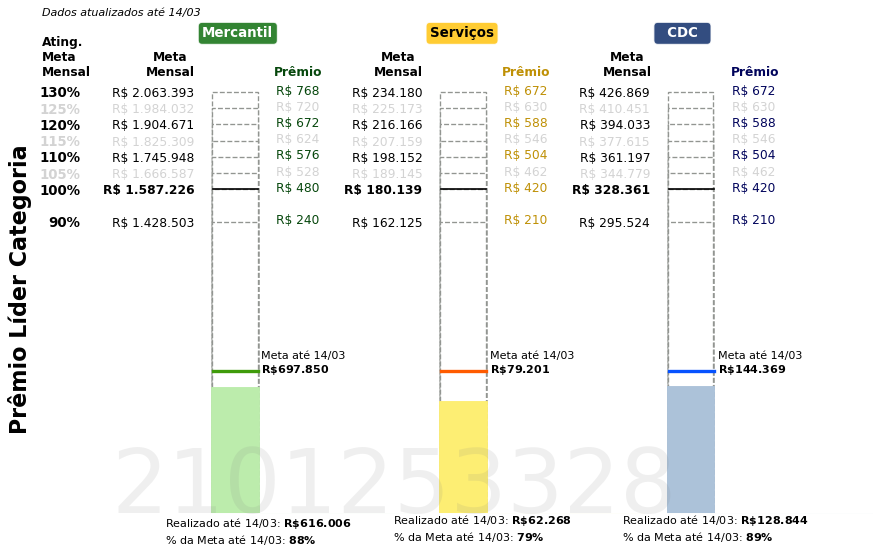 Dados atualizados até 14/03
Mercantil Serviços CDC
Ating. Meta Mensal
Meta Mensal Prêmio Meta Mensal Prêmio Meta Mensal Prêmio
130% R$ 2.063.393 R$ 768 R$ 234.180 R$ 672 R$ 426.869 R$ 672
125% R$ 1.984.032 R$ 720 R$ 225.173 R$ 630 R$ 410.451 R$ 630
120% R$ 1.904.671 R$ 672 R$ 216.166 R$ 588 R$ 394.033 R$ 588
115% R$ 1.825.309 R$ 624 R$ 207.159 R$ 546 R$ 377.615 R$ 546
110% R$ 1.745.948 R$ 576 R$ 198.152 R$ 504 R$ 361.197 R$ 504
105% R$ 1.666.587 R$ 528 R$ 189.145 R$ 462 R$ 344.779 R$ 462
100% R$ 1.587.226 R$ 480 R$ 180.139 R$ 420 R$ 328.361 R$ 420
90% R$ 1.428.503 R$ 240 R$ 162.125 R$ 210 R$ 295.524 R$ 210
Prêmio Líder Categoria
Meta até 14/03 Meta até 14/03 Meta até 14/03
R$697.850 R$79.201 R$144.369
2101253328
Realizado até 14/03: R$616.006 Realizado até 14/03: R$62.268 Realizado até 14/03: R$128.844
% da Meta até 14/03: 88% % da Meta até 14/03: 79% % da Meta até 14/03: 89%